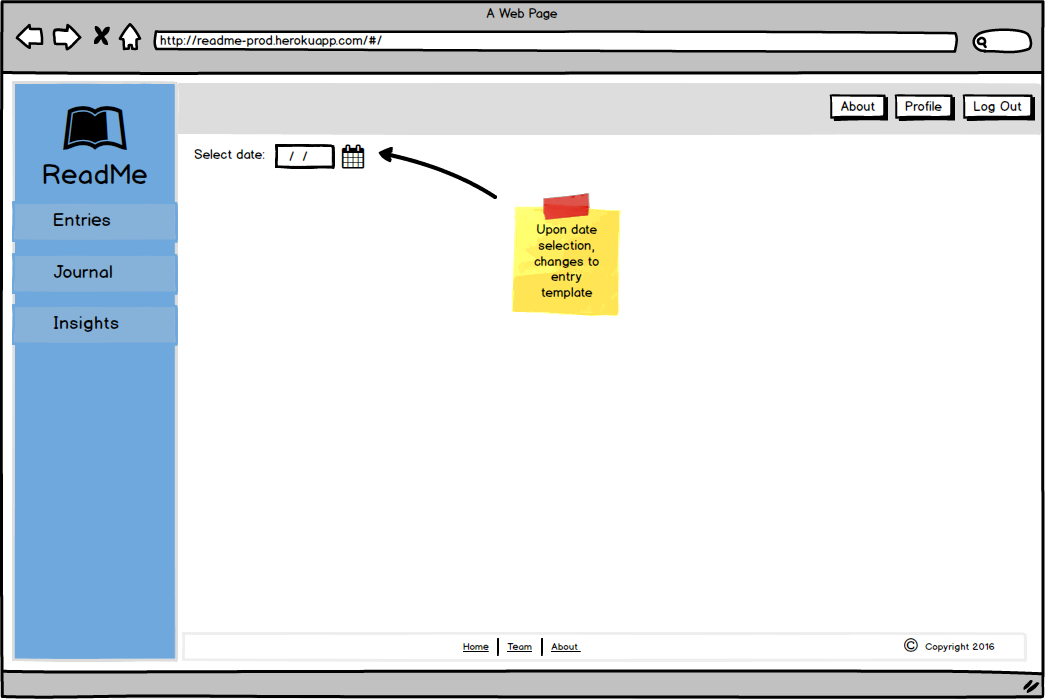 A Web Page
http://readme-prod.herokuapp.com/#/
About Profile Log Out
ReadMe
Entries
Journal
Insights
Select date: / /
Upon date
selection,
changes to
entry
template
Home Team About
© Copyright 2016